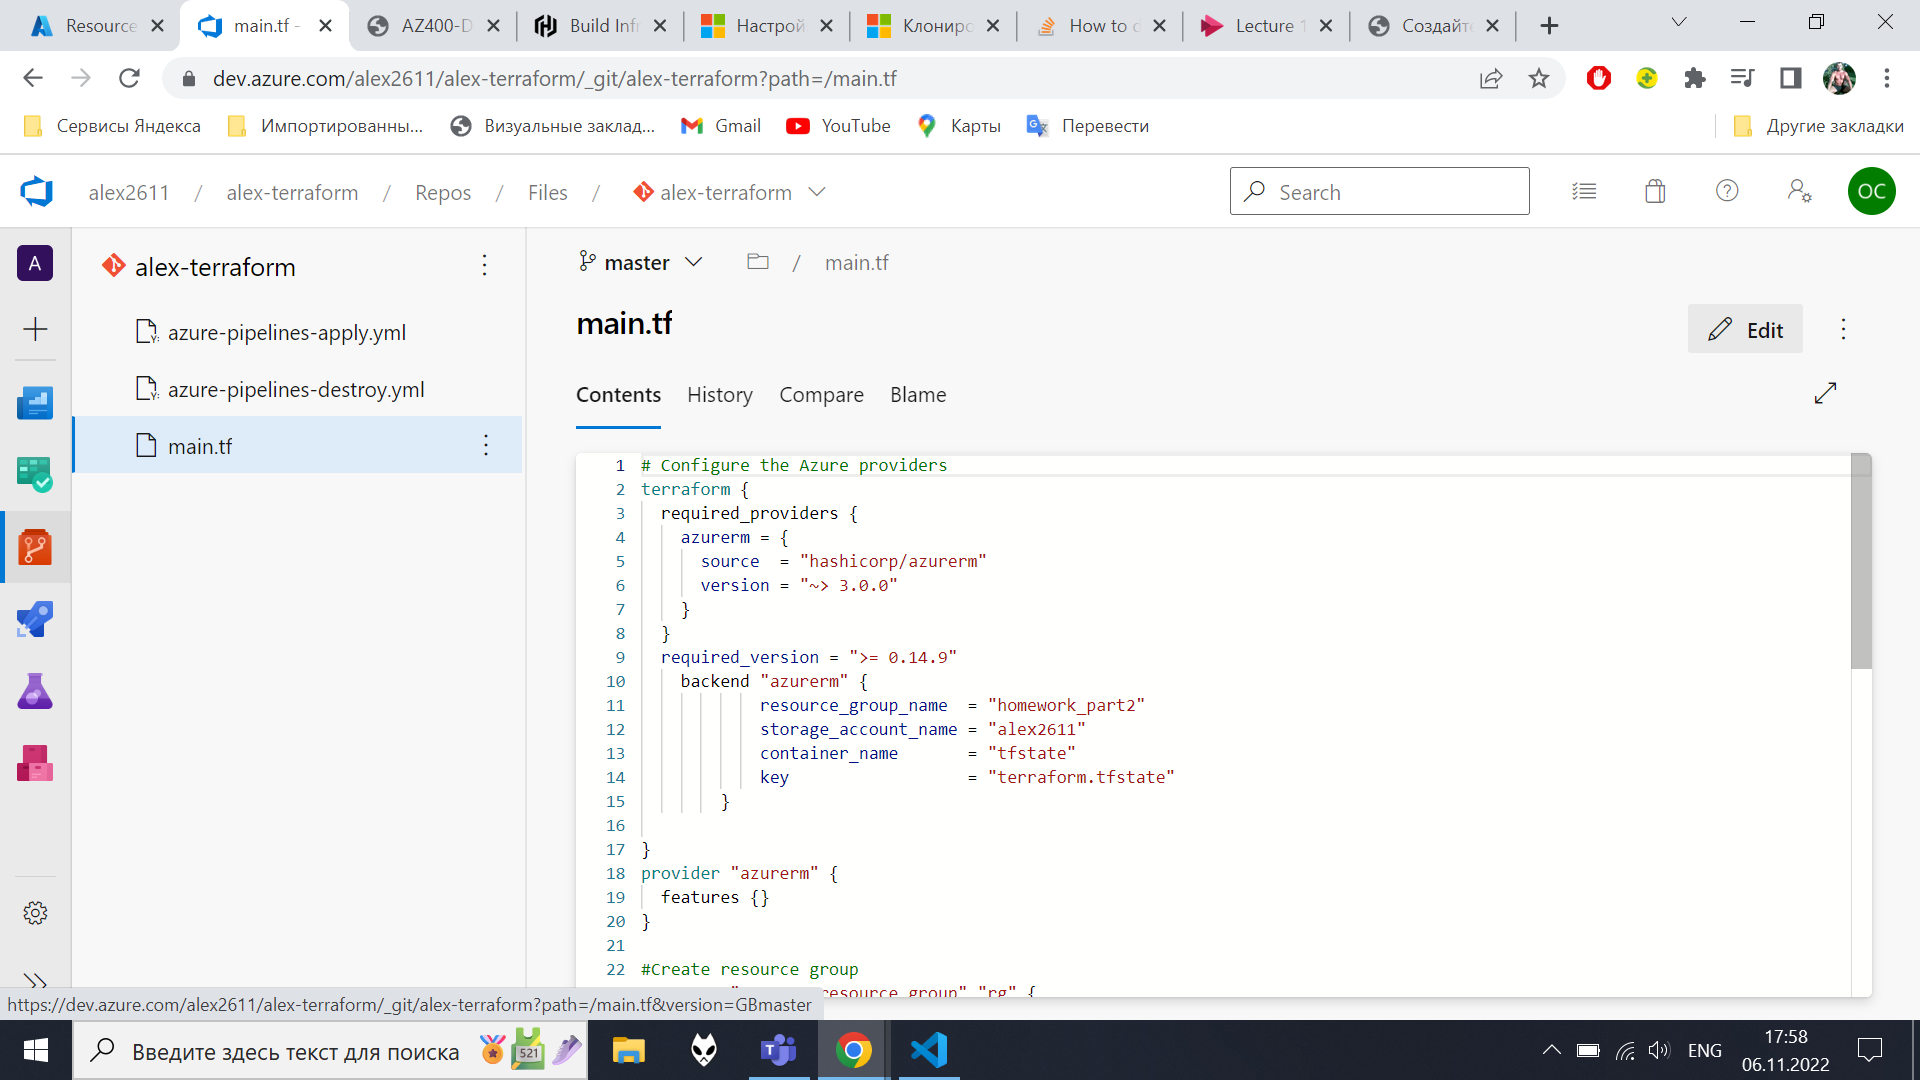 Resource
main.tf -
AZ400-D
Build Infr
Настрой
Клониро
How to d
Lecture 1
Создайте
dev.azure.com/alex2611/alex-terraform/_git/alex-terraform?path=/main.tf
Сервисы Яндекса
Импортированны...
Визуальные заклад...
Gmail
YouTube
Карты
Перевести
Другие закладки
alex2611 / alex-terraform / Repos / Files / alex-terraform
Search
OC
A
alex-terraform
azure-pipelines-apply.yml
azure-pipelines-destroy.yml
main.tf
master / main.tf
main.tf
Edit
Contents History Compare Blame
1 # Configure the Azure providers
2 terraform {
3 required_providers {
4 azurerm = {
5 source = "hashicorp/azurerm"
6 version = "~> 3.0.0"
7 }
8 }
9 required_version = ">= 0.14.9"
10 backend "azurerm" {
11 resource_group_name = "homework_part2"
12 storage_account_name = "alex2611"
13 container_name = "tfstate"
14 key = "terraform.tfstate"
15 }
16
17 }
18 provider "azurerm" {
19 features {}
20 }
21
22 #Create resource group
resource_group" "rg" {
https://dev.azure.com/alex2611/alex-terraform/_git/alex-terraform?path=/main.tf&version=GBmaster
Введите здесь текст для поиска
521
ENG
17:58
06.11.2022